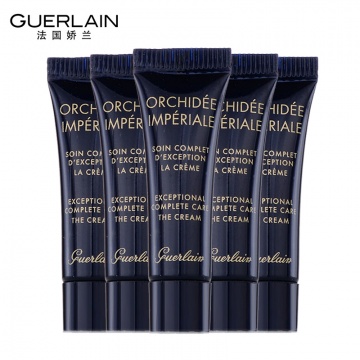 GUERLAIN
法国娇兰
ORCHIDÉE
IMPÉRIALE
SOIN COMPLET
D'EXCEPTION
LA CRÈME
EXCEPTIONAL
COMPLETE CARE
THE CREAM
Guerlain